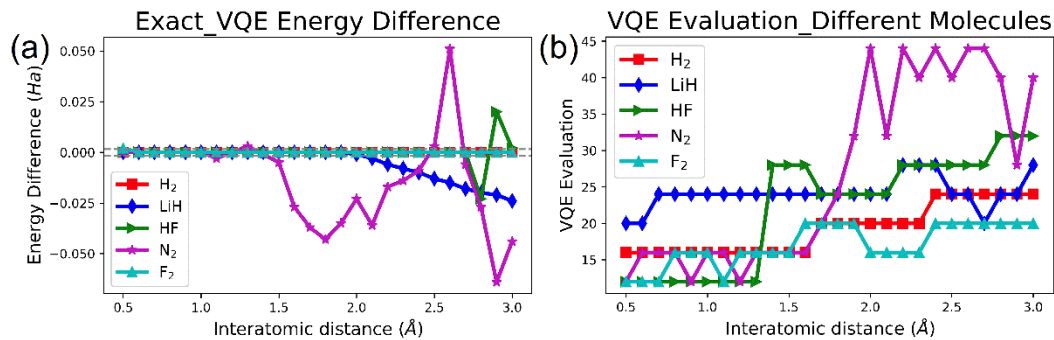 (a)
Exact_VQE Energy Difference
Energy Difference (Ha)
0.050
0.025
0.000
−0.025
−0.050
H₂
LiH
HF
N₂
F₂
0.5 1.0 1.5 2.0 2.5 3.0
Interatomic distance (Å)
(b)
VQE Evaluation_Different Molecules
VQE Evaluation
45
40
35
30
25
20
15
H₂
LiH
HF
N₂
F₂
0.5 1.0 1.5 2.0 2.5 3.0
Interatomic distance (Å)